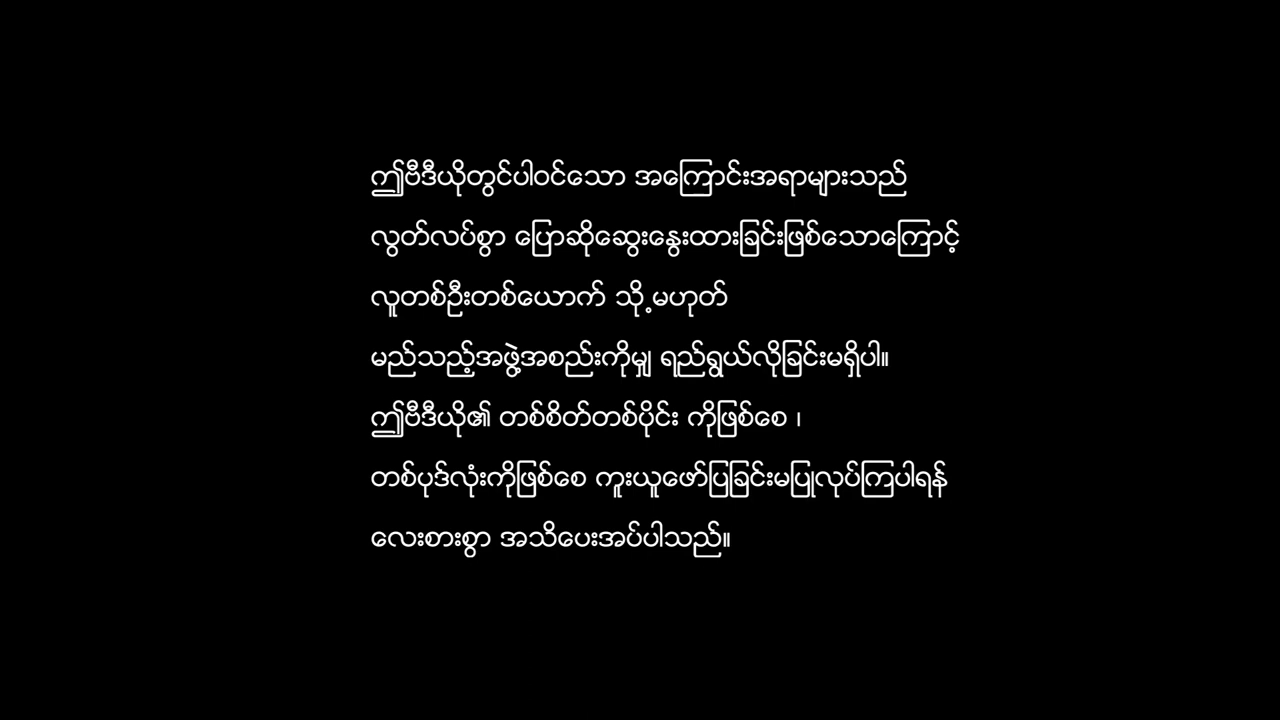 ဤဗီဒီယိုတွင်ပါဝင်သော အကြောင်းအရာများသည်
လွတ်လပ်စွာ ပြောဆိုဆွေးနွေးထားခြင်းဖြစ်သောကြောင့်
လူတစ်ဦးတစ်ယောက် သို့မဟုတ်
မည်သည့်အဖွဲ့အစည်းကိုမျှ ရည်ရွယ်လိုခြင်းမရှိပါ။
ဤဗီဒီယို၏ တစ်စိတ်တစ်ပိုင်း ကိုဖြစ်စေ ၊
တစ်ပုဒ်လုံးကိုဖြစ်စေ ကူးယူဖော်ပြခြင်းမပြုလုပ်ကြပါရန်
လေးစားစွာ အသိပေးအပ်ပါသည်။